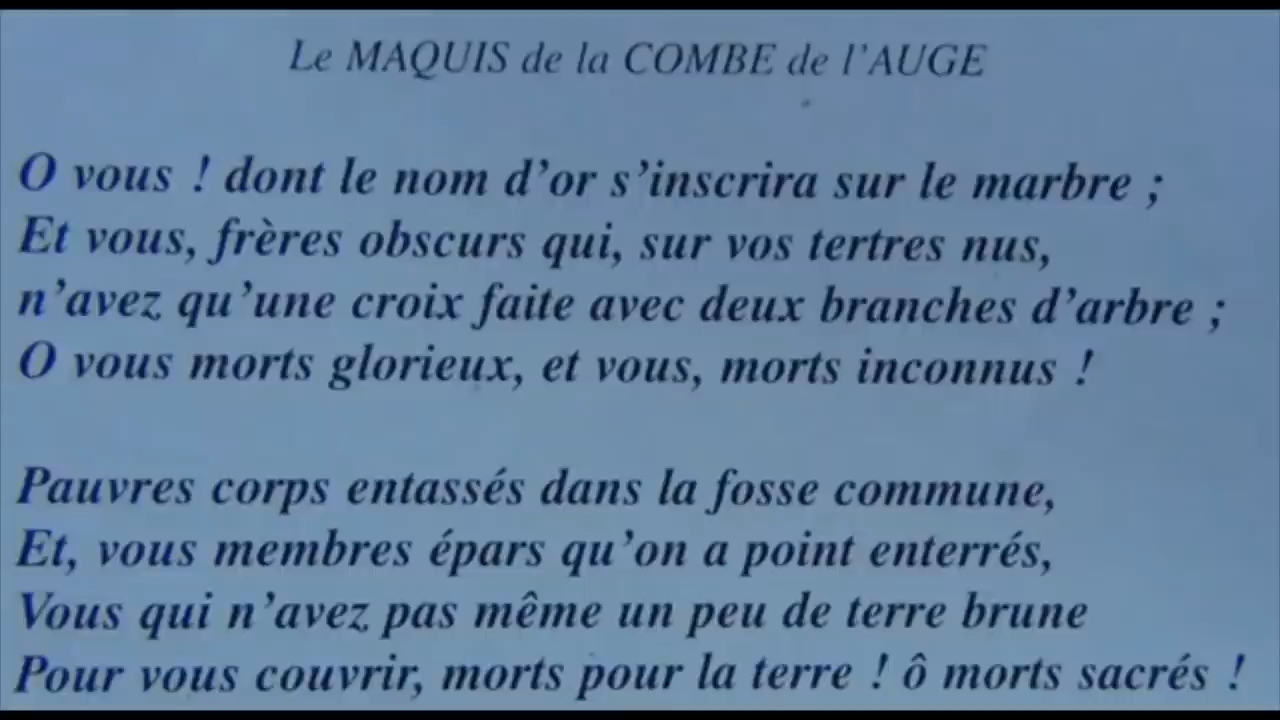 Le MAQUIS de la COMBE de l'AUGE
O vous ! dont le nom d'or s'inscrira sur le marbre ;
Et vous, frères obscurs qui, sur vos tertres nus,
n'avez qu'une croix faite avec deux branches d'arbre ;
O vous morts glorieux, et vous, morts inconnus !
Pauvres corps entassés dans la fosse commune,
Et, vous membres épars qu'on a point enterrés,
Vous qui n'avez pas même un peu de terre brune
Pour vous couvrir, morts pour la terre ! ô morts sacrés !